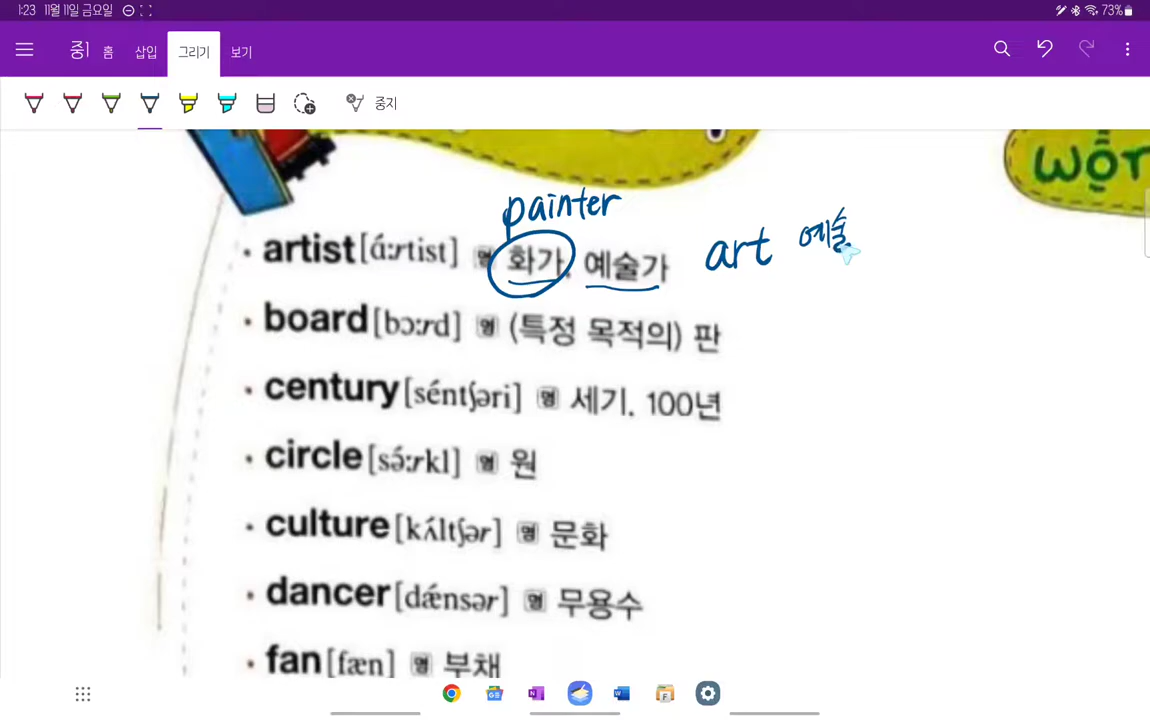 1:23 11월 11일 금요일 73%
중1 홈 삽입 그리기 보기
중지
wor
painter
artist[ɑ́ːrtist] 명 화가, 예술가 art 예술
board[bɔːrd] 명 (특정 목적의) 판
century[séntʃəri] 명 세기, 100년
circle[sə́ːrkl] 명 원
culture[kʌ́ltʃər] 명 문화
dancer[dǽnsər] 명 무용수
fan[fæn] 명 부채